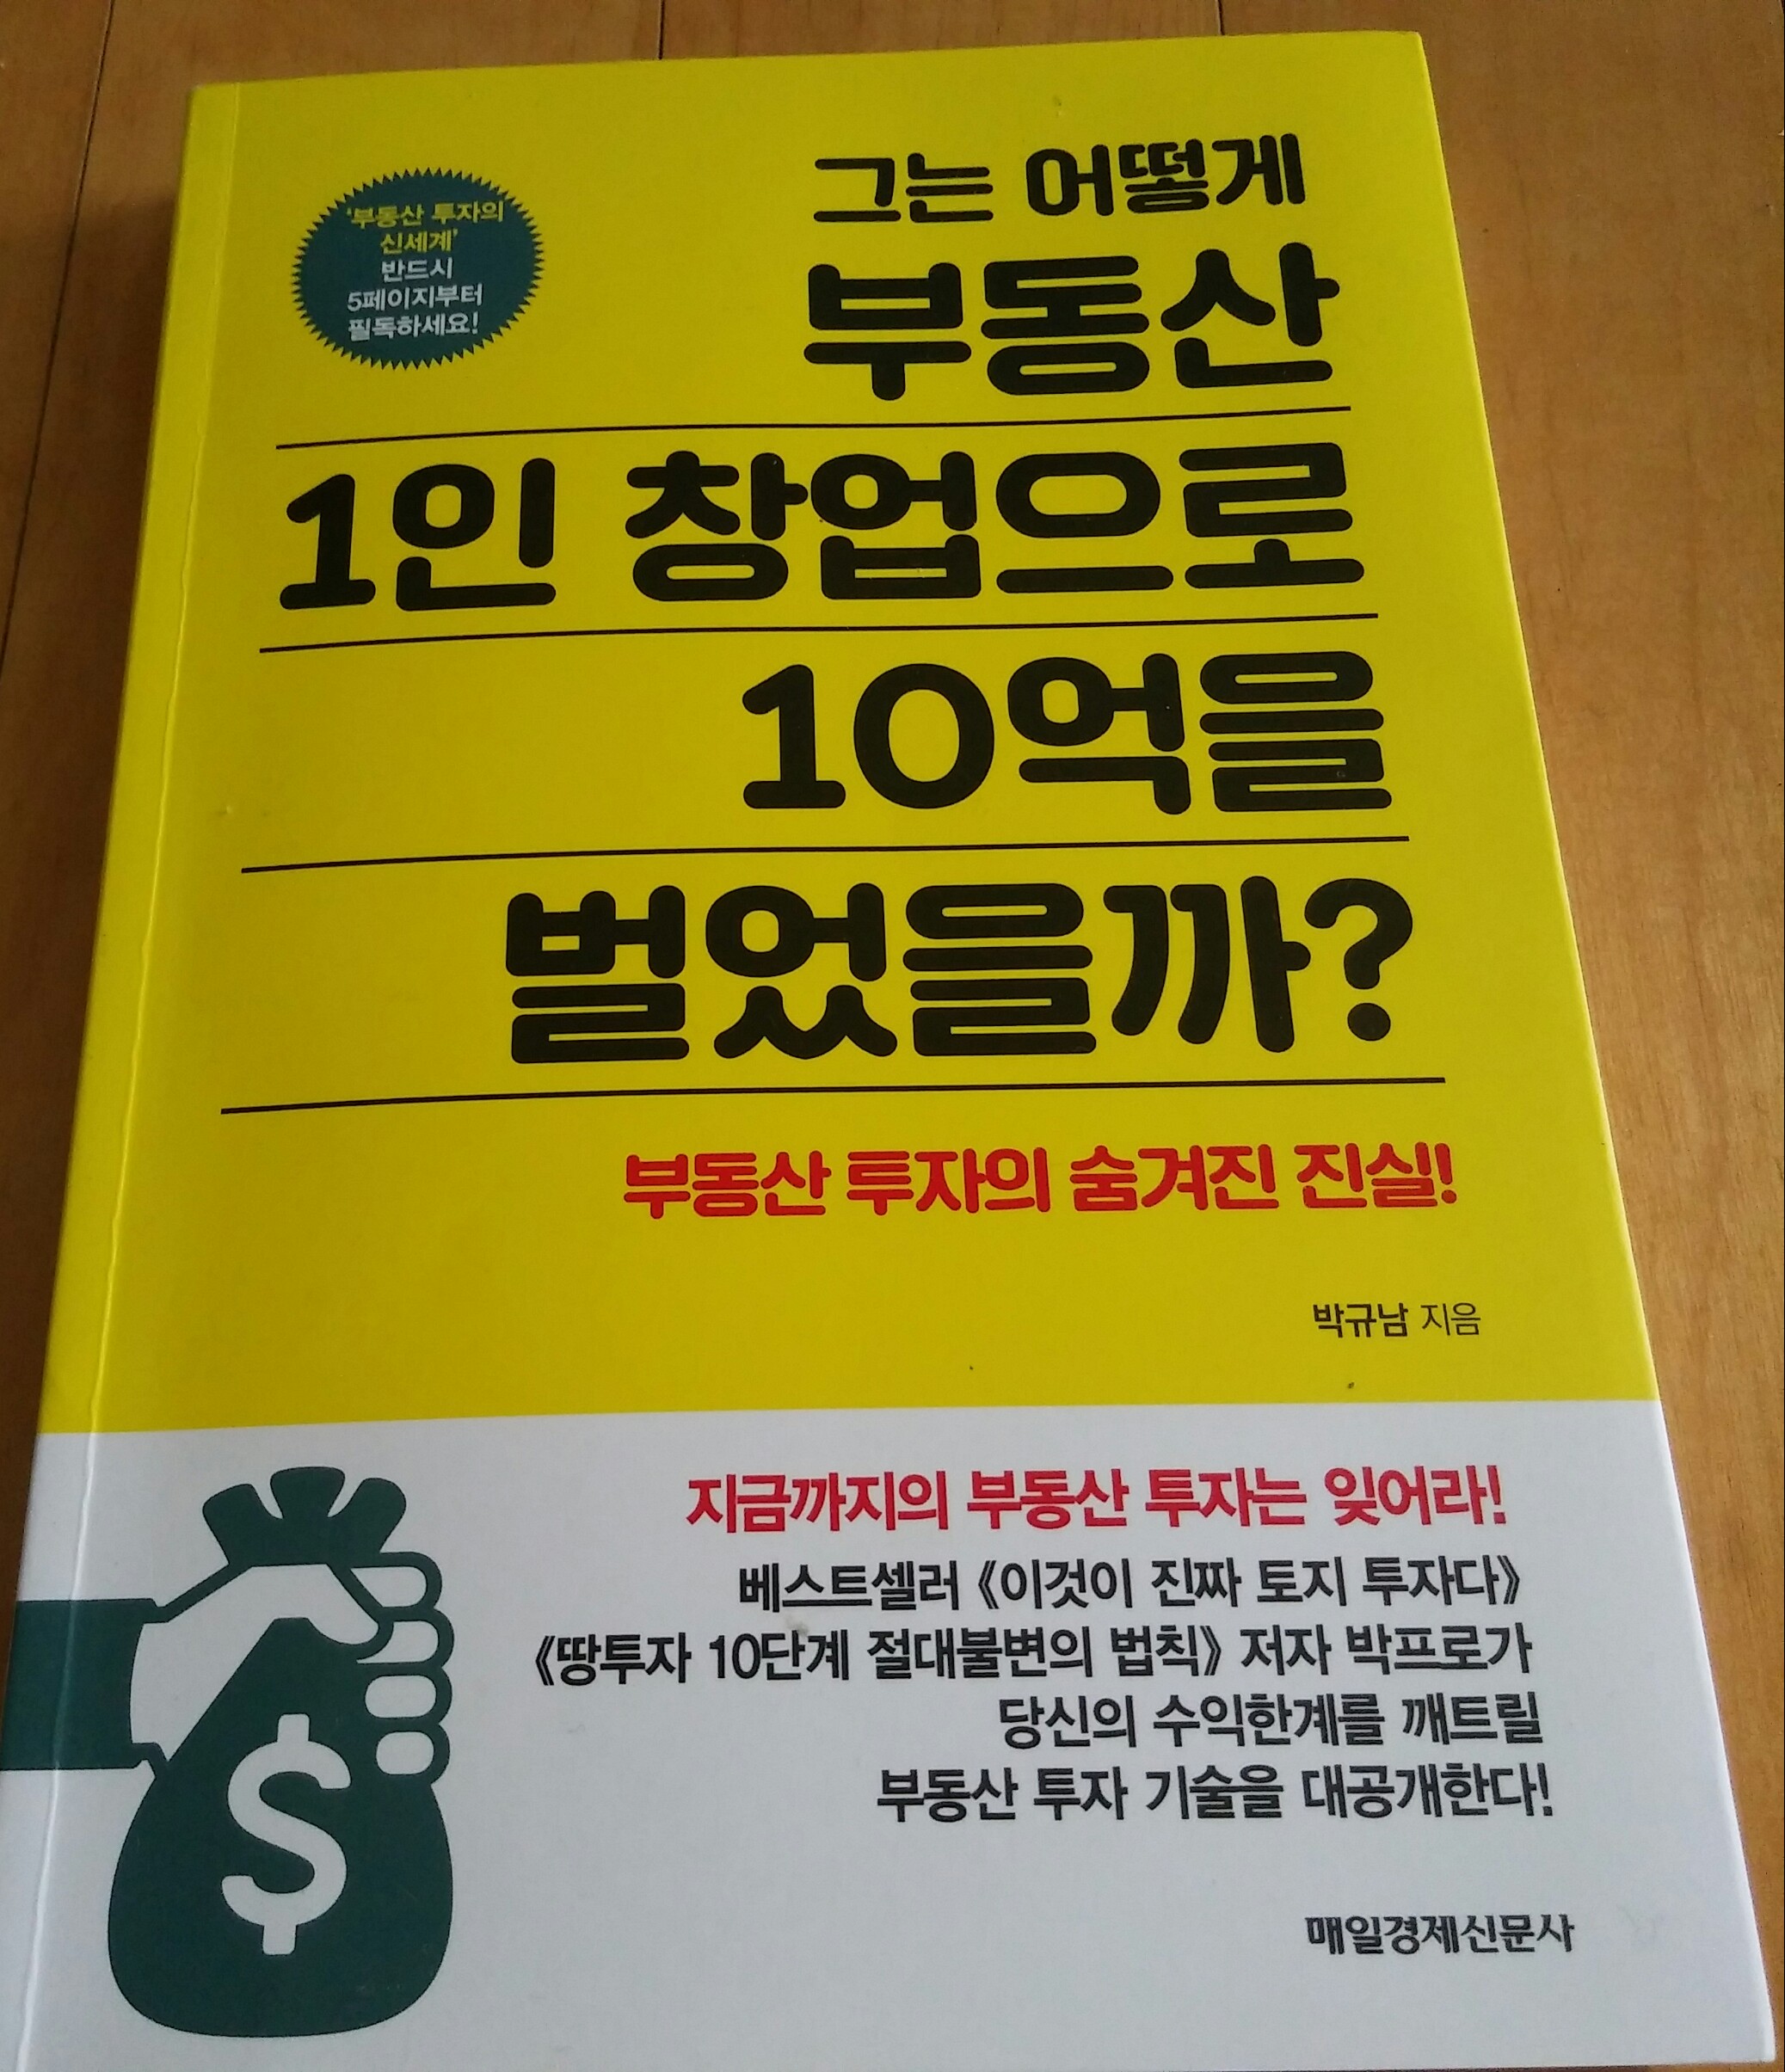 '부동산 투자의
신세계'
반드시
5페이지부터
필독하세요!
그는 어떻게
부동산
1인 창업으로
10억을
벌었을까?
부동산 투자의 숨겨진 진실!
박규남 지음
지금까지의 부동산 투자는 잊어라!
베스트셀러 《이것이 진짜 토지 투자다》
《땅투자 10단계 절대불변의 법칙》 저자 박프로가
당신의 수익한계를 깨트릴
부동산 투자 기술을 대공개한다!
$
매일경제신문사